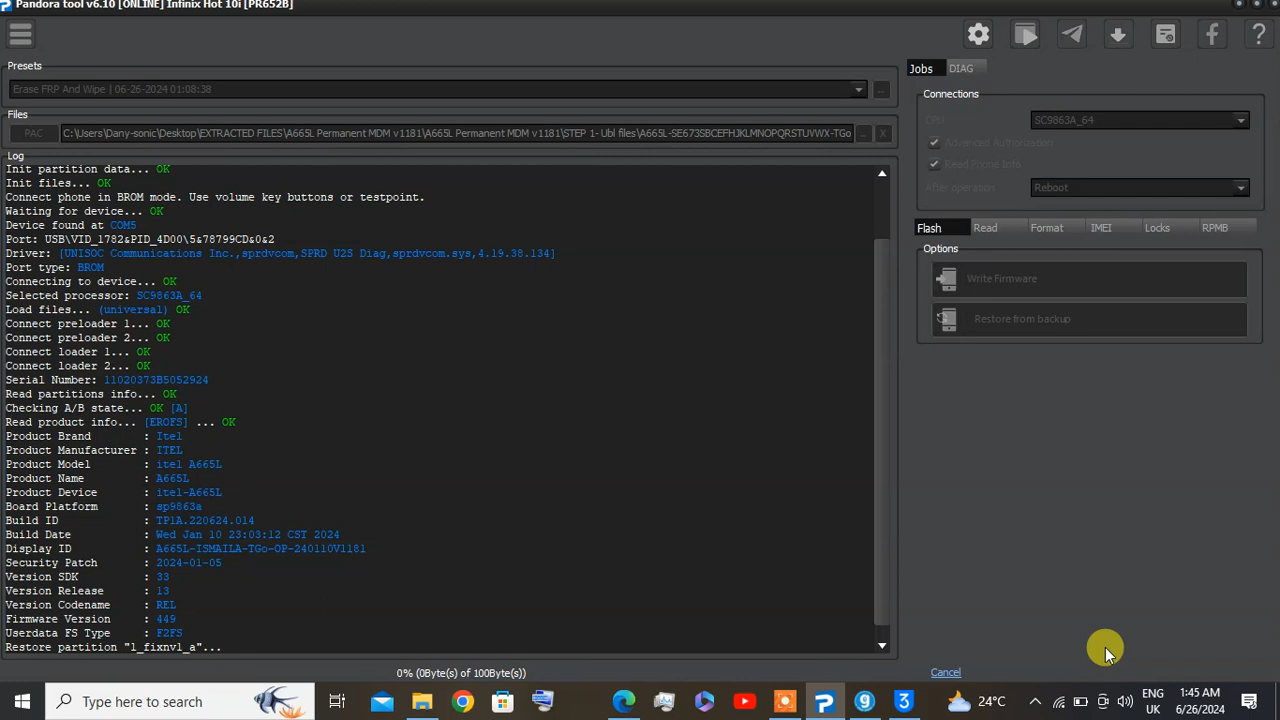 Pandora tool v6.10 [ONLINE] Infinix Hot 10i [PR652B]
Presets
Erase FRP And Wipe | 06-26-2024 01:08:38
...
Files
PAC
C:\Users\Dany-sonic\Desktop\EXTRACTED FILES\A665L Permanent MDM v1181\A665L Permanent MDM v1181\STEP 1- Ubl files\A665L-SE673SBCEFHJKLMNOPQRSTUVWX-TGo
...
X
Log
Init partition data... OK
Init files... OK
Connect phone in BROM mode. Use volume key buttons or testpoint.
Waiting for device... OK
Device found at COM5
Port: USB\VID_1782&PID_4D00\5&78799CD&0&2
Driver: [UNISOC Communications Inc.,sprdvcom,SPRD U2S Diag,sprdvcom.sys,4.19.38.134]
Port type: BROM
Connecting to device... OK
Selected processor: SC9863A_64
Load files... (universal) OK
Connect preloader 1... OK
Connect preloader 2... OK
Connect loader 1... OK
Connect loader 2... OK
Serial Number: 11020373B5052924
Read partitions info... OK
Checking A/B state... OK [A]
Read product info... [EROFS] ... OK
Product Brand : Itel
Product Manufacturer : ITEL
Product Model : itel A665L
Product Name : A665L
Product Device : itel-A665L
Board Platform : sp9863a
Build ID : TP1A.220624.014
Build Date : Wed Jan 10 23:03:12 CST 2024
Display ID : A665L-ISMAILA-TGo-OP-240110V1181
Security Patch : 2024-01-05
Version SDK : 33
Version Release : 13
Version Codename : REL
Firmware Version : 449
Userdata FS Type : F2FS
Restore partition "l_fixnv1_a"...
0% (0Byte(s) of 100Byte(s))
Jobs
DIAG
Connections
CPU
SC9863A_64
Advanced Authorization
Read Phone Info
After operation
Reboot
Flash
Read
Format
IMEI
Locks
RPMB
Options
Write Firmware
Restore from backup
Cancel
Type here to search
24°C
ENG
UK
1:45 AM
6/26/2024